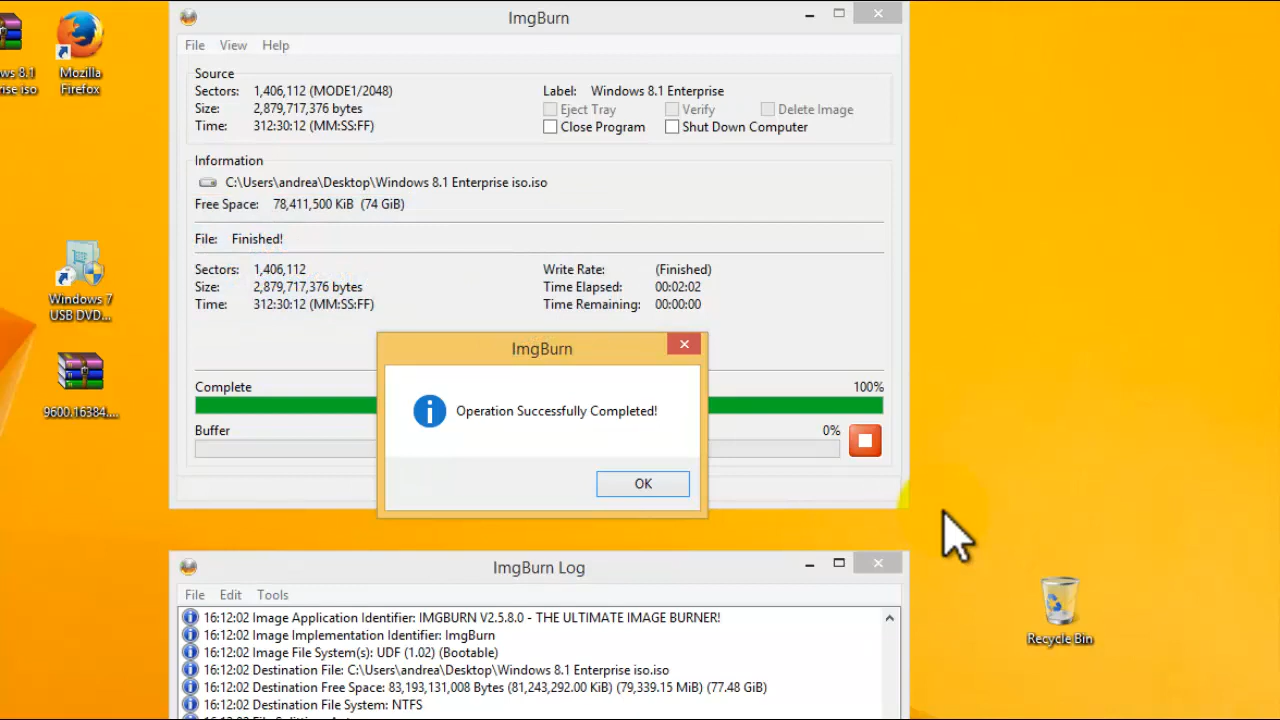 ws 8.1
rise iso
Mozilla
Firefox
Windows 7
USB DVD...
9600.16384....
ImgBurn
File View Help
Source
Sectors: 1,406,112 (MODE1/2048)
Size: 2,879,717,376 bytes
Time: 312:30:12 (MM:SS:FF)
Label: Windows 8.1 Enterprise
Eject Tray Verify Delete Image
Close Program Shut Down Computer
Information
C:\Users\andrea\Desktop\Windows 8.1 Enterprise iso.iso
Free Space: 78,411,500 KiB (74 GiB)
File: Finished!
Sectors: 1,406,112
Size: 2,879,717,376 bytes
Time: 312:30:12 (MM:SS:FF)
Write Rate: (Finished)
Time Elapsed: 00:02:02
Time Remaining: 00:00:00
Complete 100%
Buffer 0%
ImgBurn
Operation Successfully Completed!
OK
ImgBurn Log
File Edit Tools
16:12:02 Image Application Identifier: IMGBURN V2.5.8.0 - THE ULTIMATE IMAGE BURNER!
16:12:02 Image Implementation Identifier: ImgBurn
16:12:02 Image File System(s): UDF (1.02) (Bootable)
16:12:02 Destination File: C:\Users\andrea\Desktop\Windows 8.1 Enterprise iso.iso
16:12:02 Destination Free Space: 83,193,131,008 Bytes (81,243,292.00 KiB) (79,339.15 MiB) (77.48 GiB)
16:12:02 Destination File System: NTFS
Recycle Bin